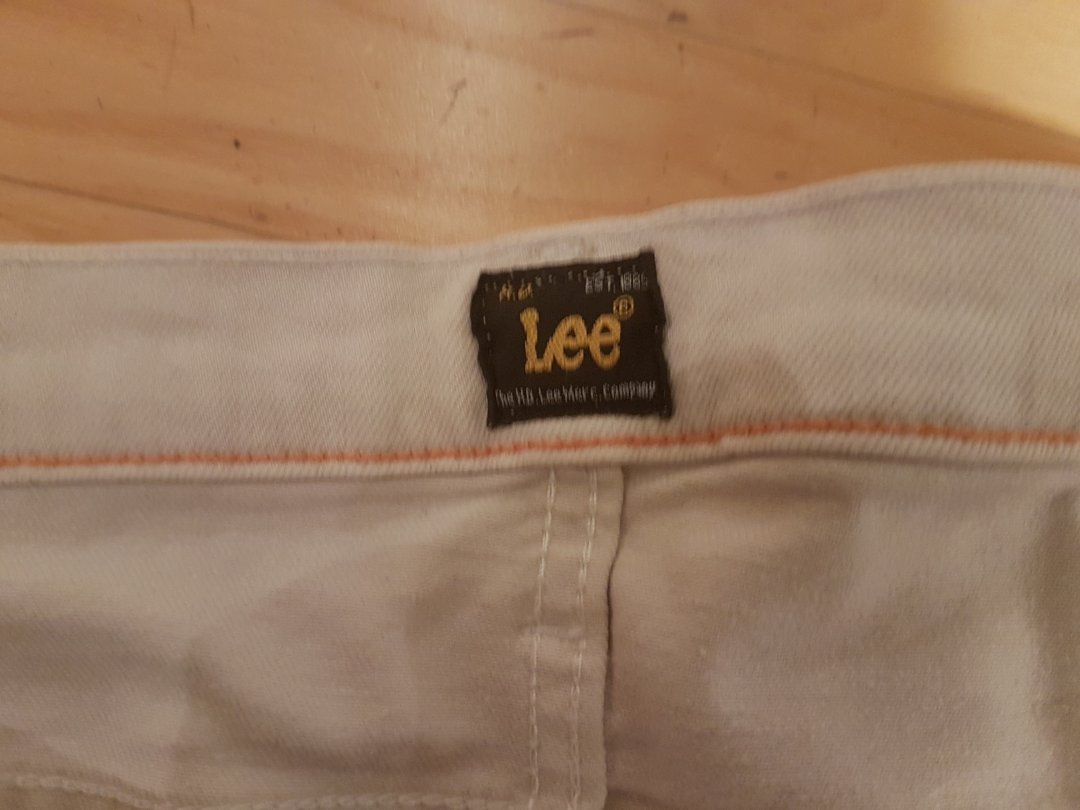 EST. 1889
Lee®
The H.D. Lee Merc. Company